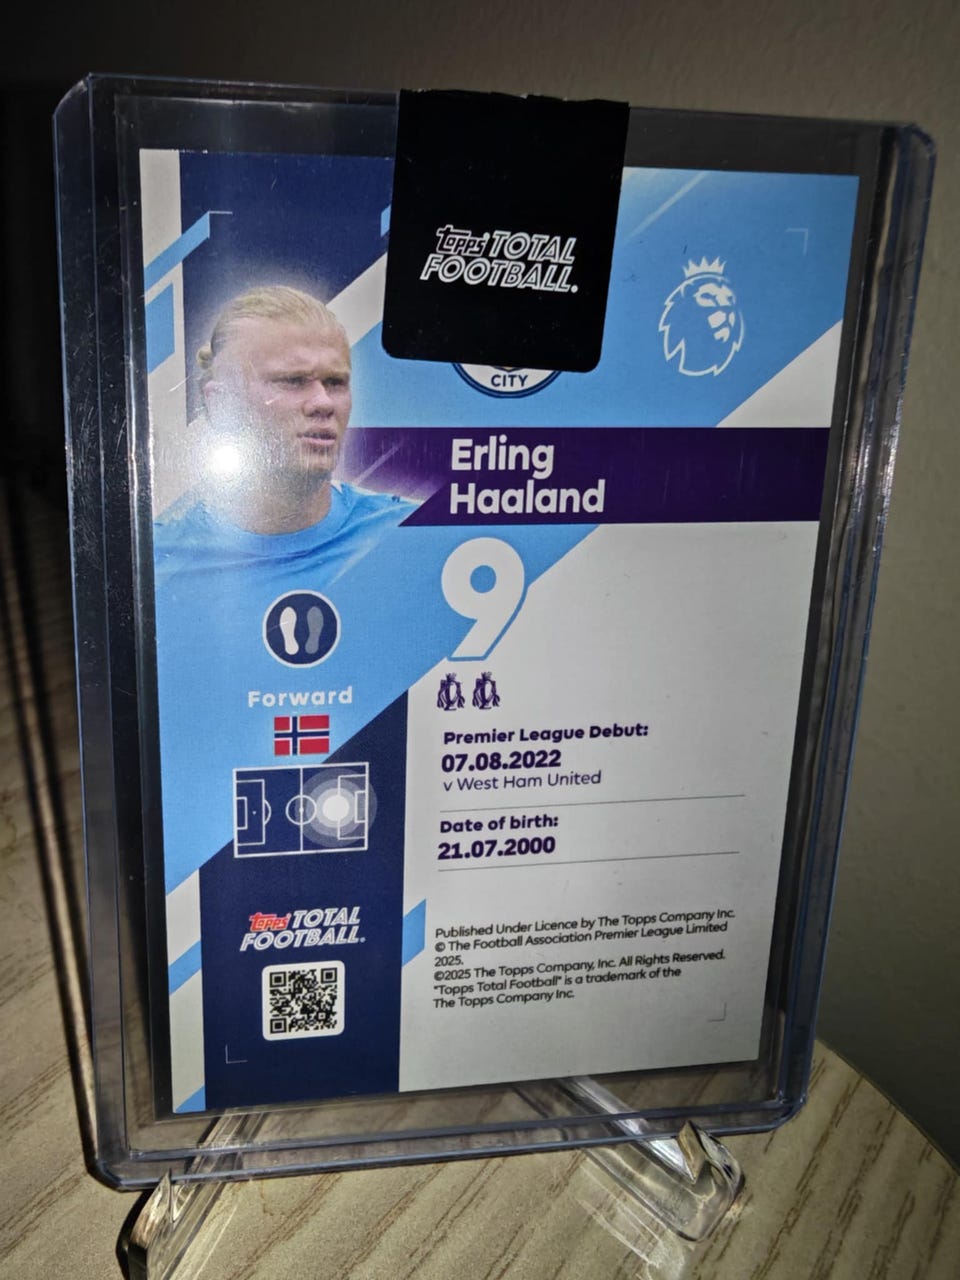 Topps TOTAL
FOOTBALL.
CITY
Erling
Haaland
9
Forward
Premier League Debut:
07.08.2022
v West Ham United
Date of birth:
21.07.2000
Topps TOTAL
FOOTBALL.
Published Under Licence by The Topps Company Inc.
© The Football Association Premier League Limited
2025.
©2025 The Topps Company, Inc. All Rights Reserved.
"Topps Total Football" is a trademark of the
The Topps Company Inc.